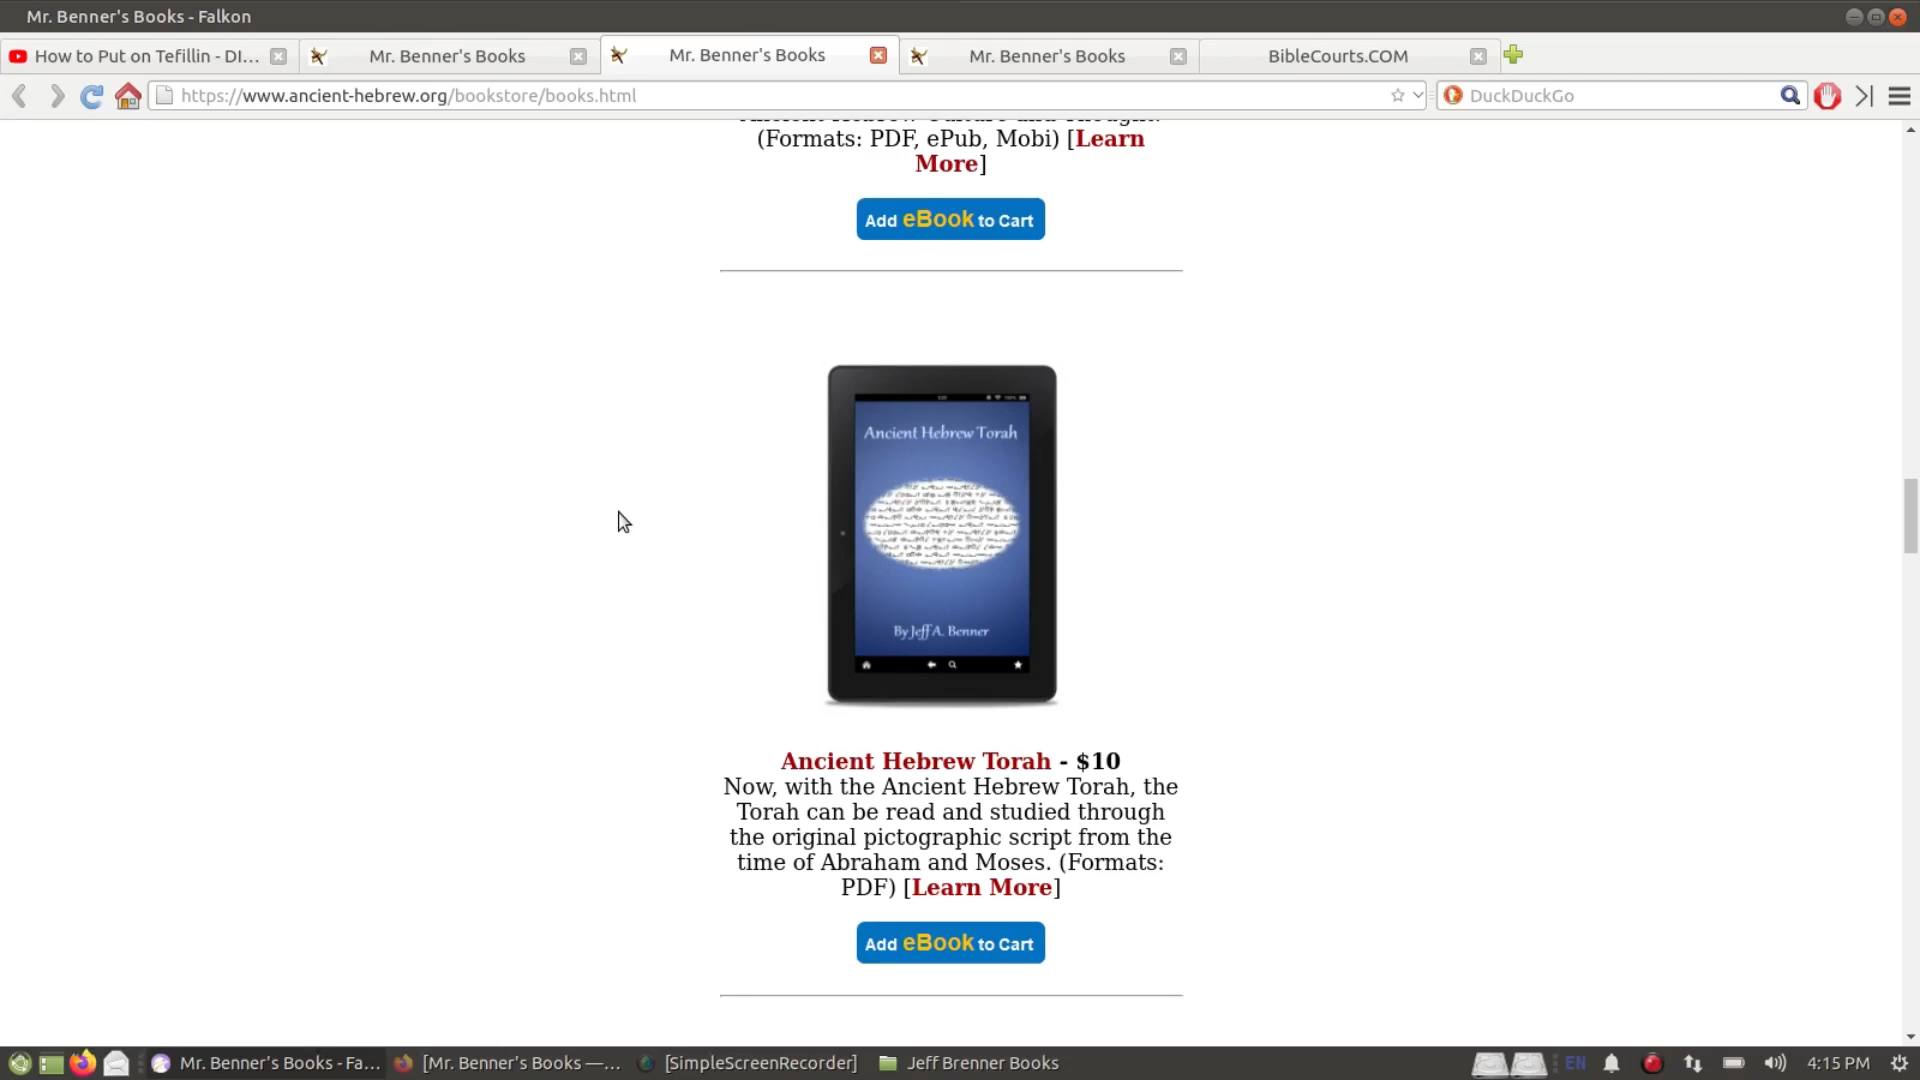 Mr. Benner's Books - Falkon
How to Put on Tefillin - DI...
Mr. Benner's Books
Mr. Benner's Books
Mr. Benner's Books
BibleCourts.COM
https://www.ancient-hebrew.org/bookstore/books.html
DuckDuckGo
Ancient Hebrew Culture and Thought.
(Formats: PDF, ePub, Mobi) [Learn
More]
Add eBook to Cart
Ancient Hebrew Torah
By Jeff A. Benner
Ancient Hebrew Torah - $10
Now, with the Ancient Hebrew Torah, the
Torah can be read and studied through
the original pictographic script from the
time of Abraham and Moses. (Formats:
PDF) [Learn More]
Add eBook to Cart
Mr. Benner's Books - Fa...
[Mr. Benner's Books —...
[SimpleScreenRecorder]
Jeff Brenner Books
EN
4:15 PM